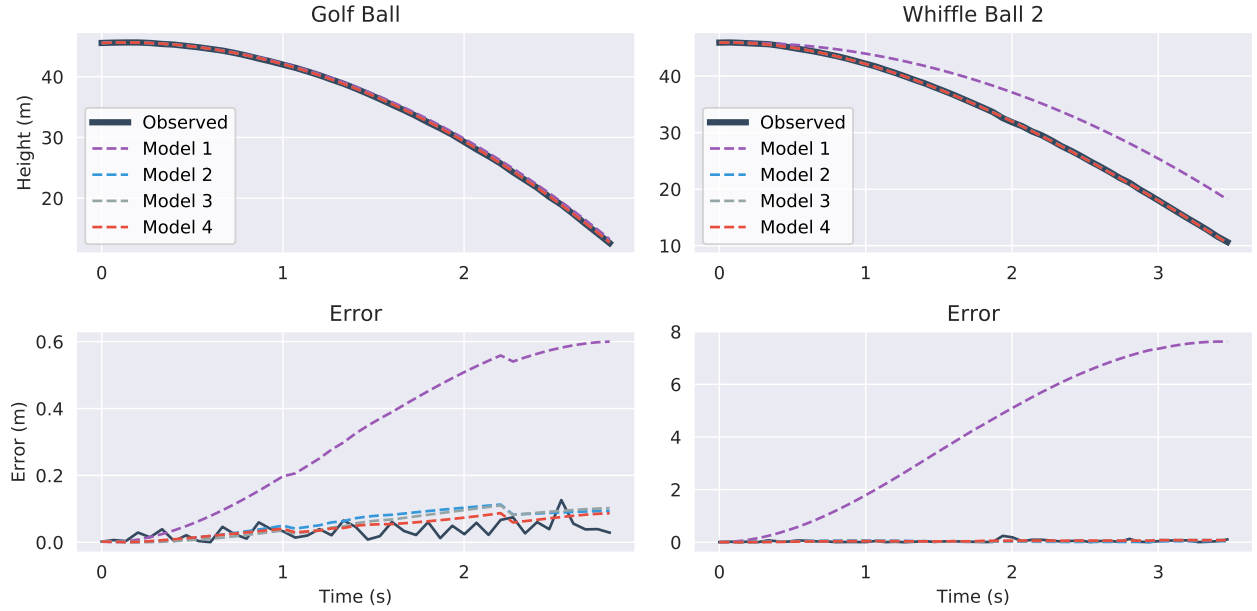 Golf Ball
Height (m)
40
30
20
Observed
Model 1
Model 2
Model 3
Model 4
0 1 2
Whiffle Ball 2
40
30
20
10
Observed
Model 1
Model 2
Model 3
Model 4
0 1 2 3
Error
Error (m)
0.6
0.4
0.2
0.0
0 1 2
Time (s)
Error
8
6
4
2
0
0 1 2 3
Time (s)